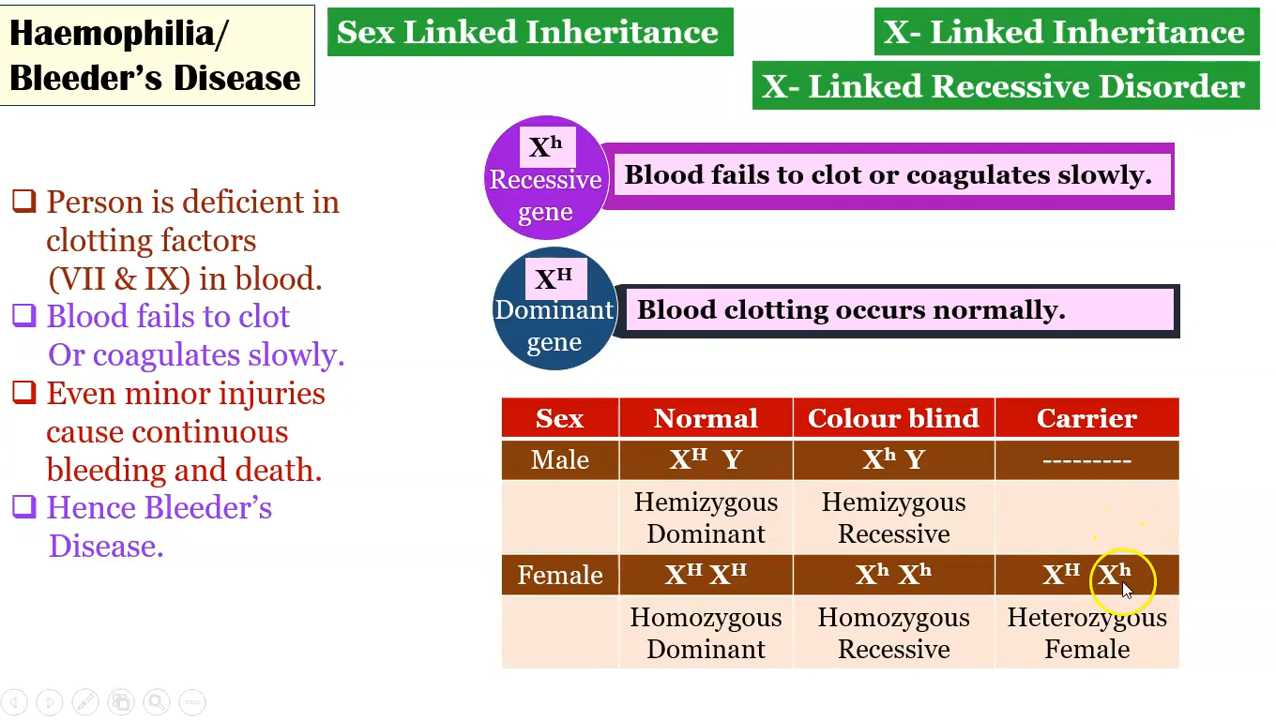 Haemophilia/
Bleeder's Disease
Sex Linked Inheritance
X- Linked Inheritance
X- Linked Recessive Disorder
❑ Person is deficient in
clotting factors
(VII & IX) in blood.
❑ Blood fails to clot
Or coagulates slowly.
❑ Even minor injuries
cause continuous
bleeding and death.
❑ Hence Bleeder's
Disease.
Xʰ
Recessive
gene
Blood fails to clot or coagulates slowly.
Xᴴ
Dominant
gene
Blood clotting occurs normally.
Sex Normal Colour blind Carrier
Male Xᴴ Y Xʰ Y ---------
Hemizygous Hemizygous
Dominant Recessive
Female Xᴴ Xᴴ Xʰ Xʰ Xᴴ Xʰ
Homozygous Homozygous Heterozygous
Dominant Recessive Female